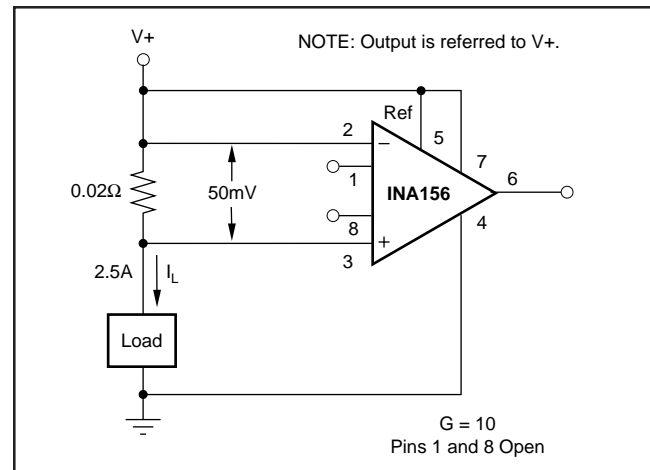 V+
NOTE: Output is referred to V+.
Ref
2
5
−
7
0.02Ω
50mV
1
INA156
6
8
4
+
3
2.5A
I_L
Load
G = 10
Pins 1 and 8 Open